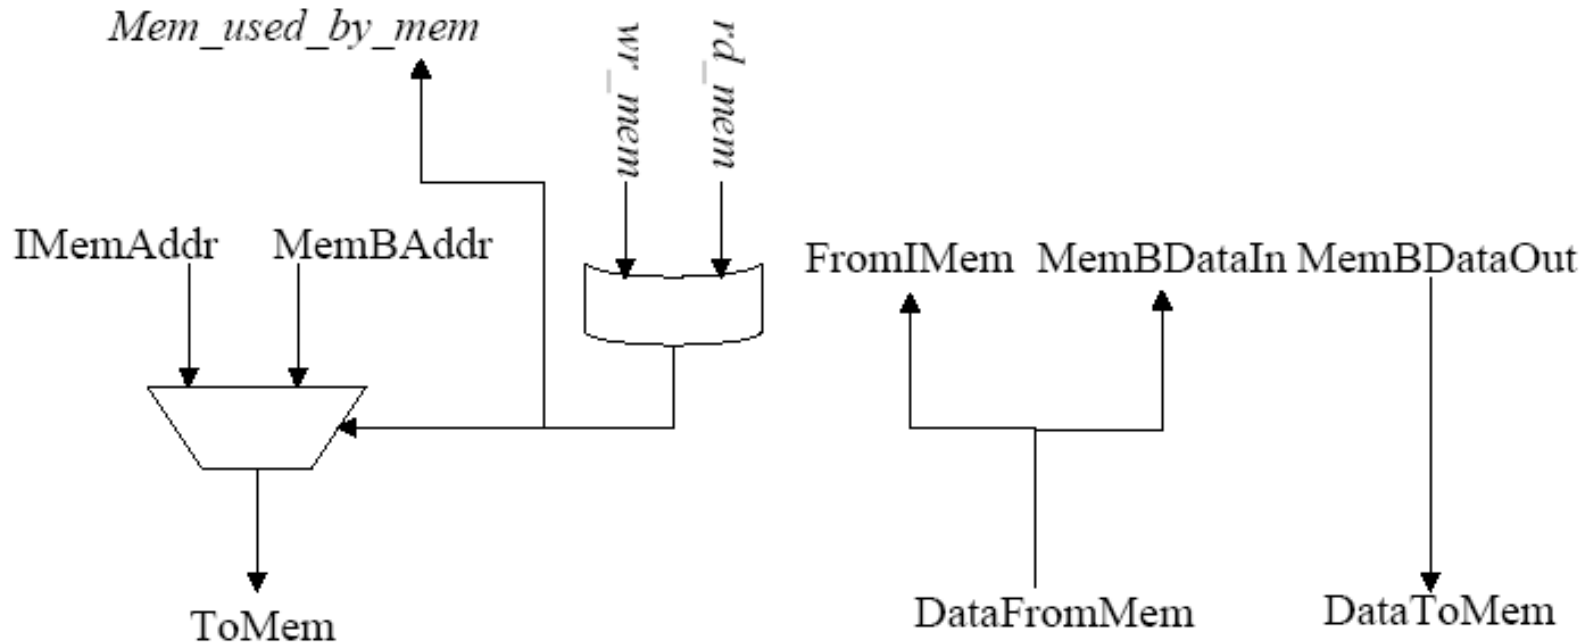 Mem_used_by_mem
wr_mem
rd_mem
IMemAddr
MemBAddr
FromIMem
MemBDataIn
MemBDataOut
ToMem
DataFromMem
DataToMem